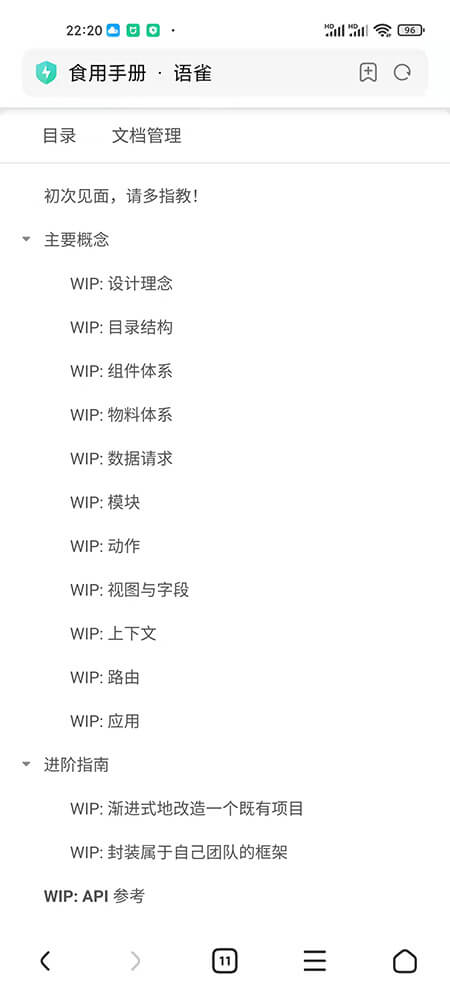 22:20
HD HD 96
食用手册 · 语雀
目录 文档管理
初次见面，请多指教！
主要概念
WIP: 设计理念
WIP: 目录结构
WIP: 组件体系
WIP: 物料体系
WIP: 数据请求
WIP: 模块
WIP: 动作
WIP: 视图与字段
WIP: 上下文
WIP: 路由
WIP: 应用
进阶指南
WIP: 渐进式地改造一个既有项目
WIP: 封装属于自己团队的框架
WIP: API 参考
11